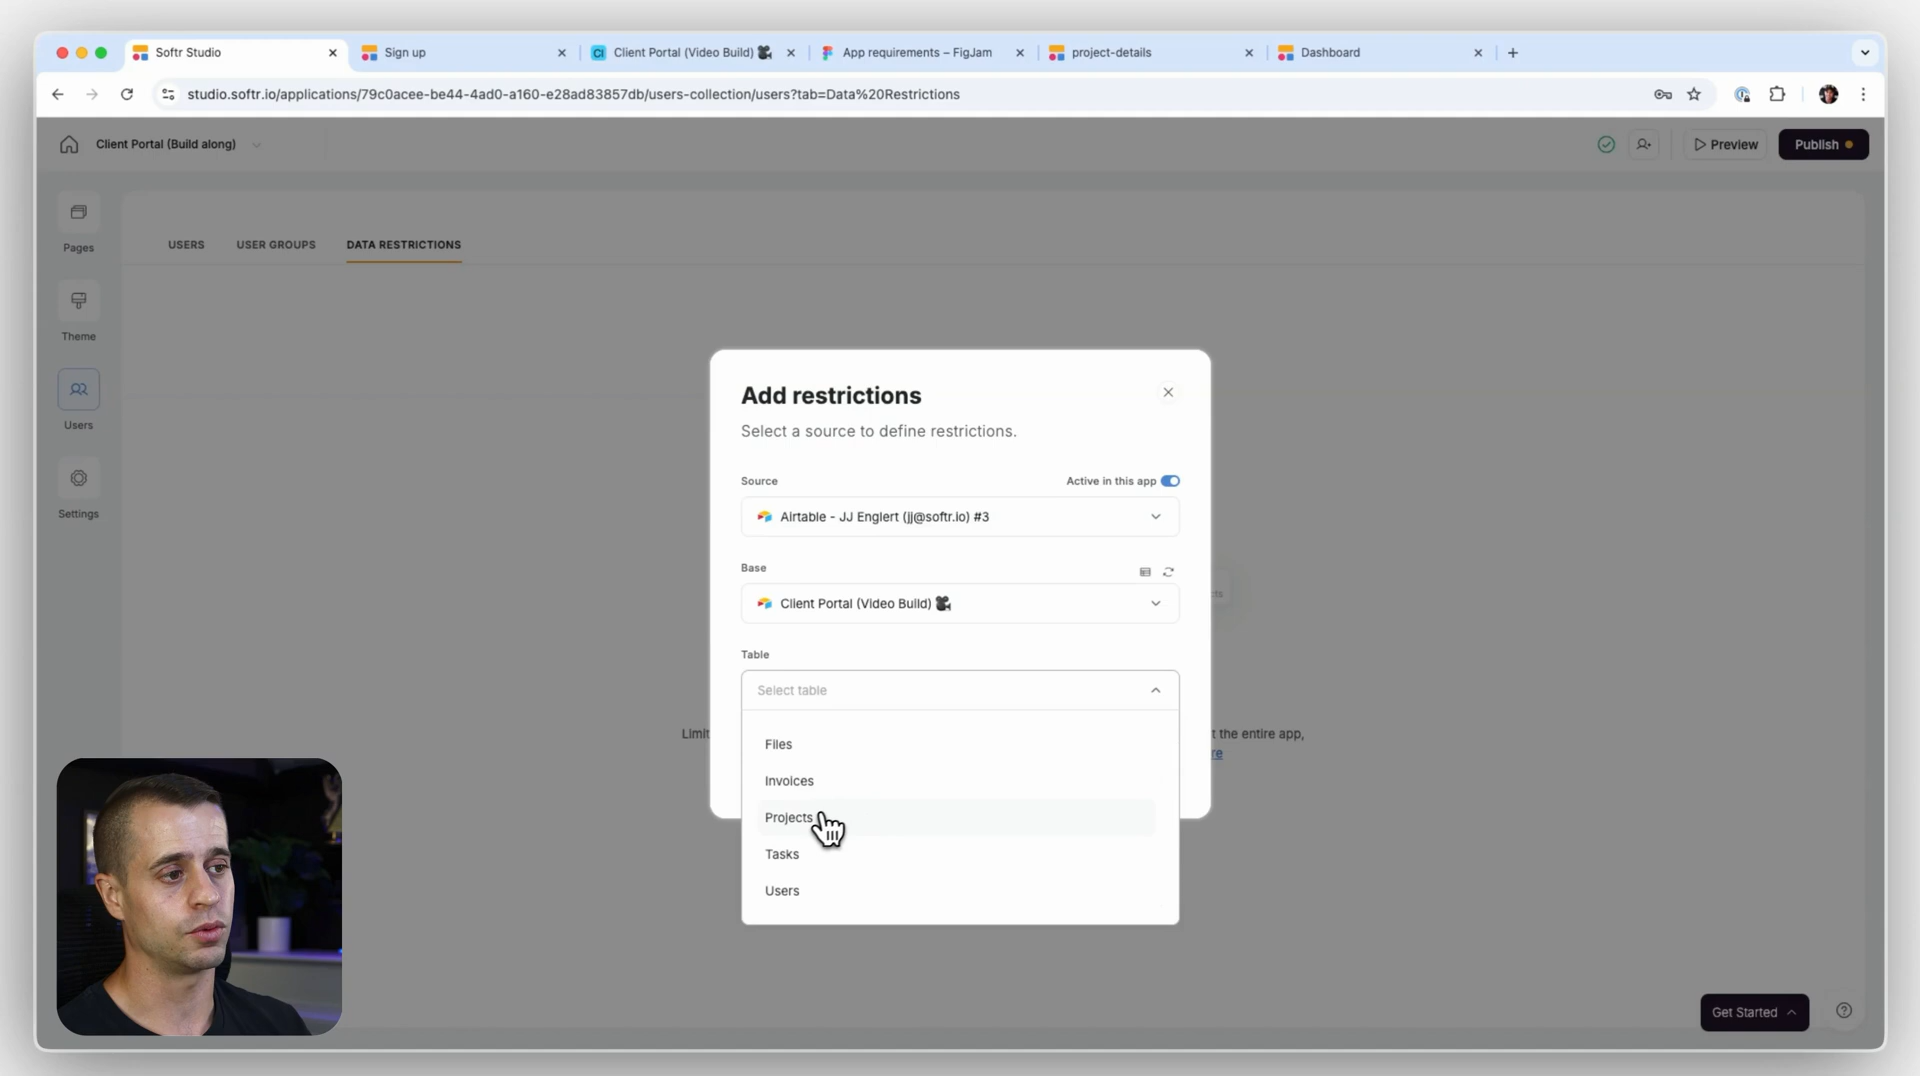 Softr Studio
Sign up
Client Portal (Video Build) 🎥
App requirements – FigJam
project-details
Dashboard
studio.softr.io/applications/79c0acee-be44-4ad0-a160-e28ad83857db/users-collection/users?tab=Data%20Restrictions
Client Portal (Build along)
Preview
Publish
Pages
Theme
Users
Settings
USERS
USER GROUPS
DATA RESTRICTIONS
Add restrictions
Select a source to define restrictions.
Source
Active in this app
Airtable - JJ Englert (jj@softr.io) #3
Base
Client Portal (Video Build) 🎥
Table
Select table
Files
Invoices
Projects
Tasks
Users
Limi
t the entire app,
re
Get Started